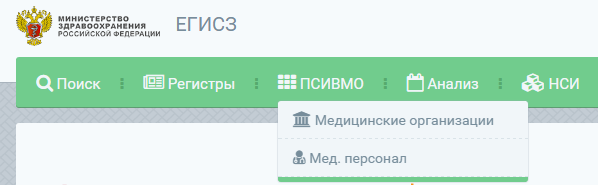 МИНИСТЕРСТВО
ЗДРАВООХРАНЕНИЯ
РОССИЙСКОЙ ФЕДЕРАЦИИ
ЕГИСЗ
Поиск Регистры ПСИВМО Анализ НСИ
Медицинские организации
Мед. персонал